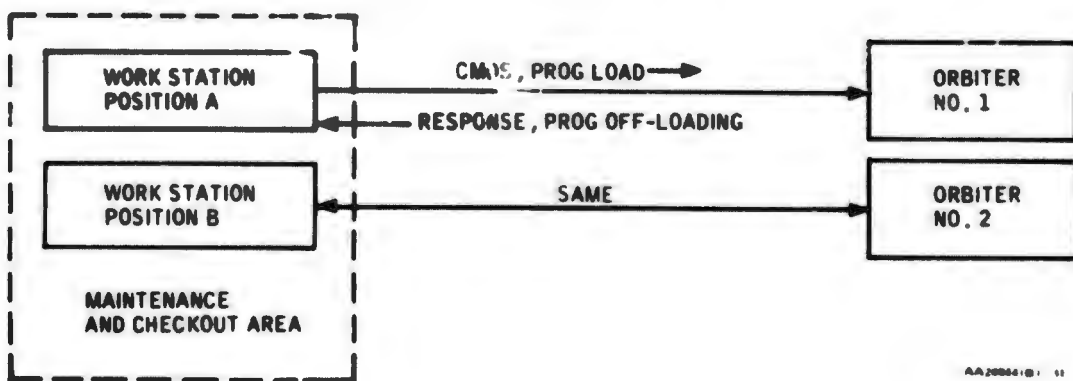 WORK STATION
POSITION A
CMDS, PROG LOAD
RESPONSE, PROG OFF-LOADING
ORBITER
NO. 1
WORK STATION
POSITION B
SAME
ORBITER
NO. 2
MAINTENANCE
AND CHECKOUT AREA